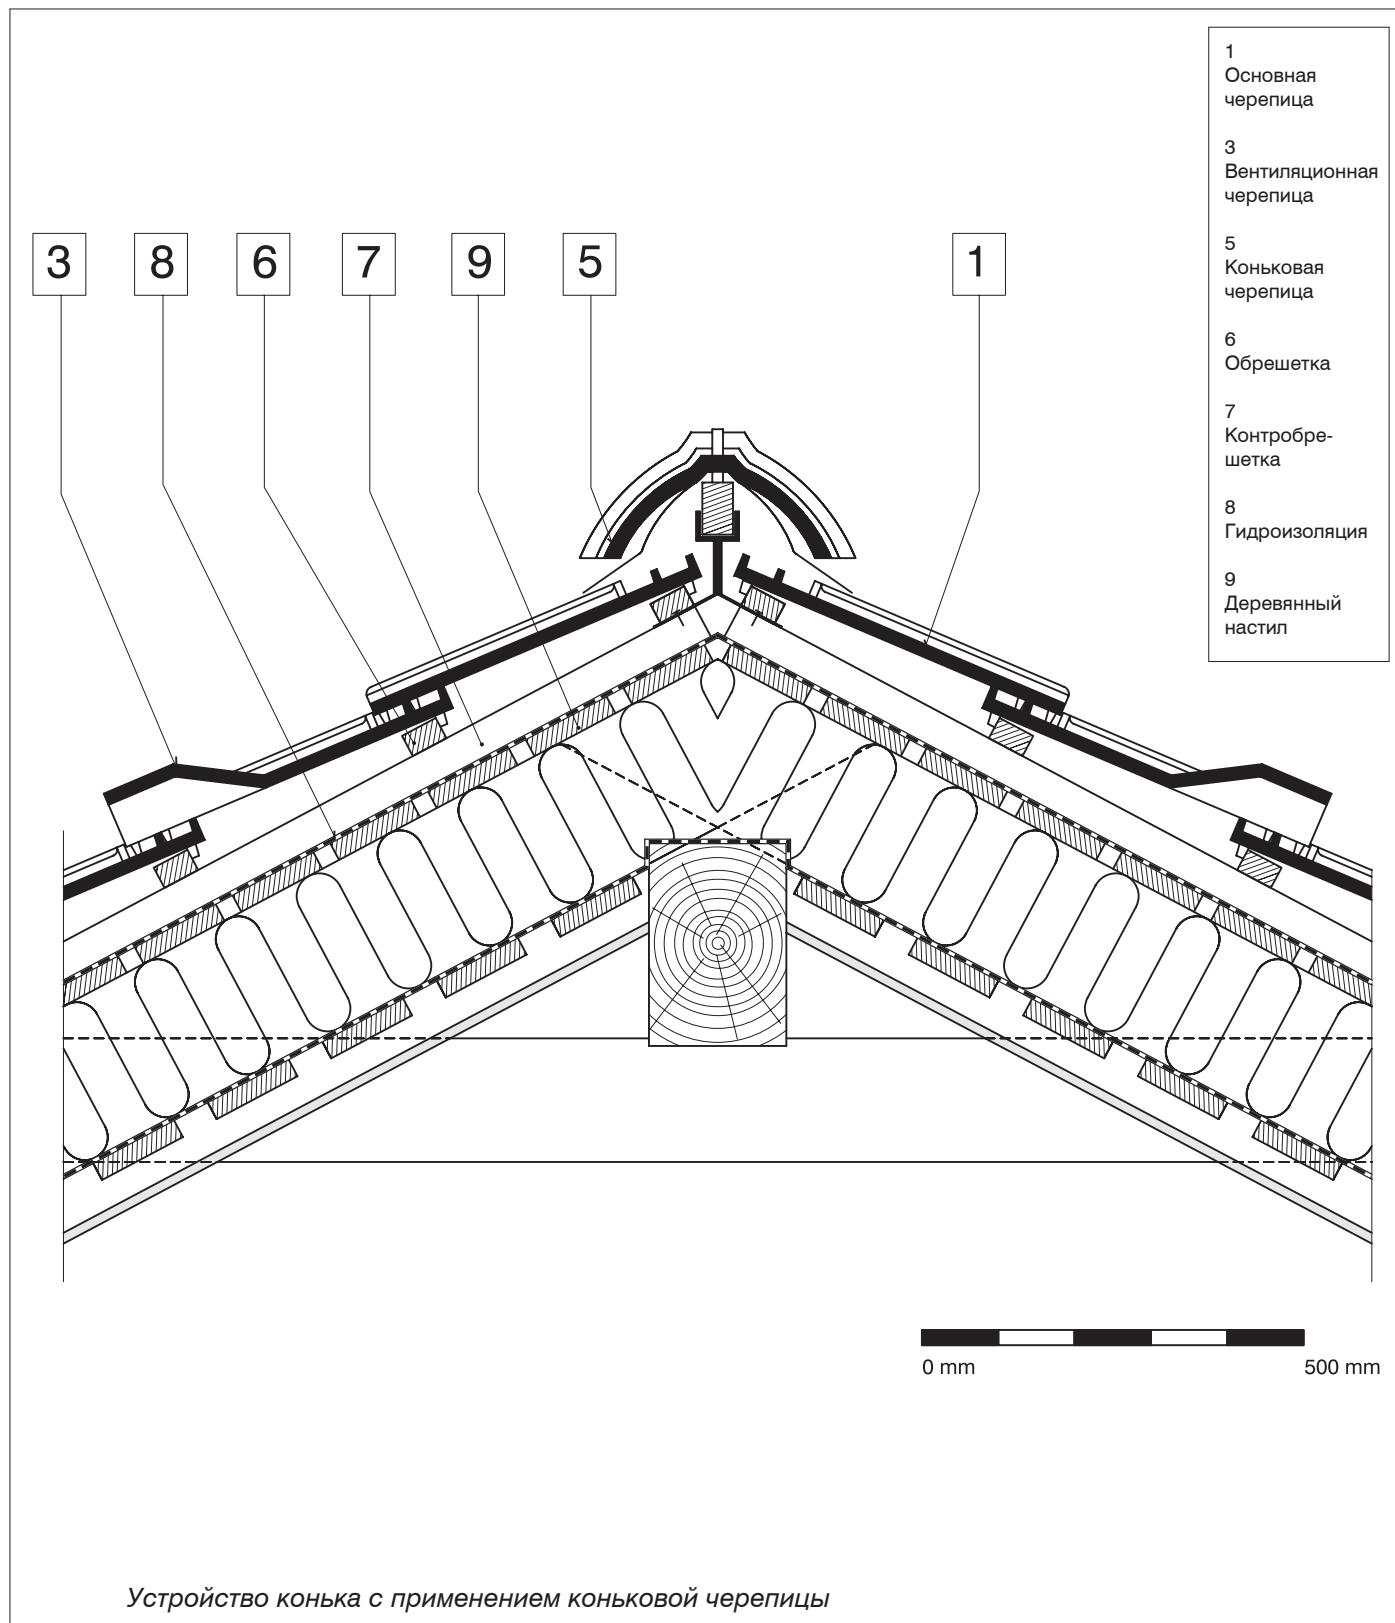 1
Основная
черепица
3
Вентиляционная
черепица
5
Коньковая
черепица
6
Обрешетка
7
Контробре-
шетка
8
Гидроизоляция
9
Деревянный
настил
3 8 6 7 9 5 1
0 mm 500 mm
Устройство конька с применением коньковой черепицы